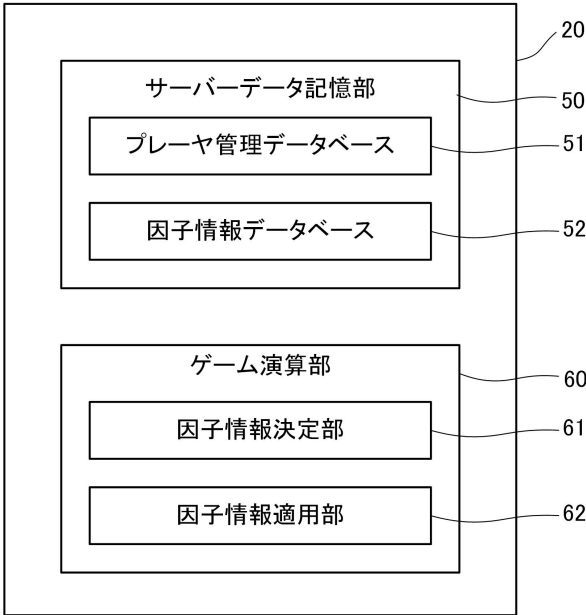 20
サーバーデータ記憶部
50
プレーヤ管理データベース
51
因子情報データベース
52
ゲーム演算部
60
因子情報決定部
61
因子情報適用部
62